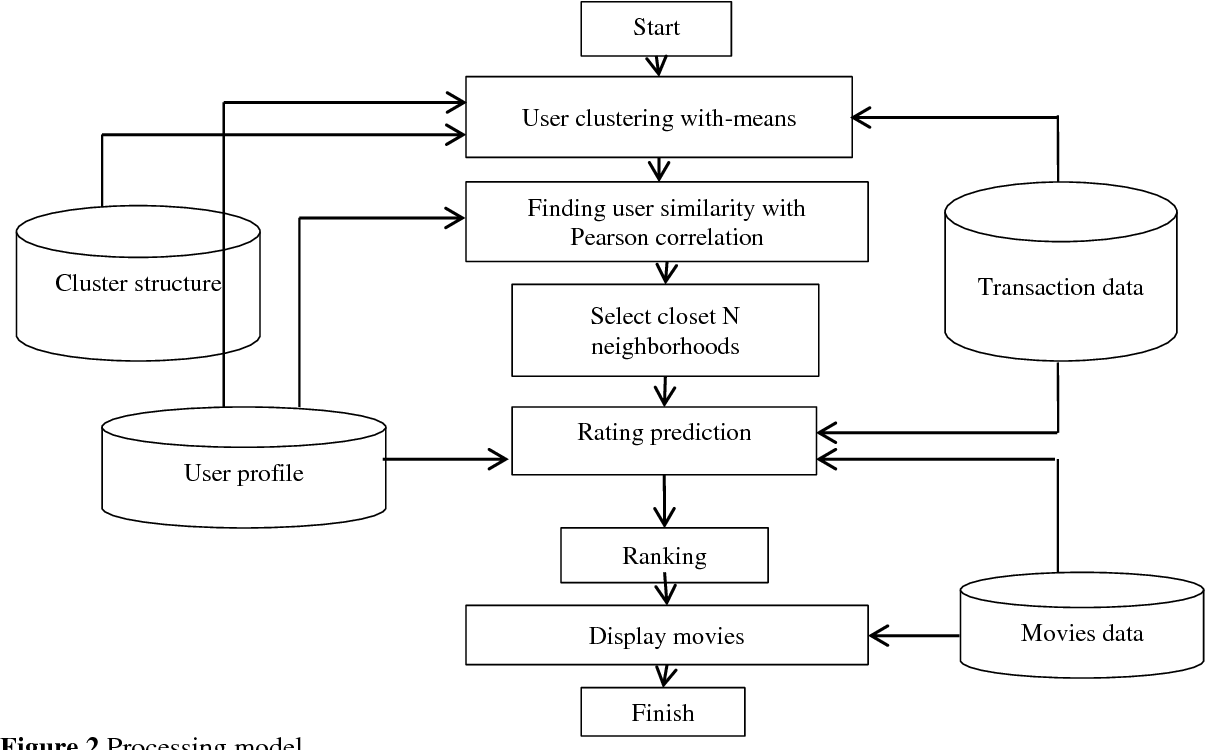 Start
User clustering with-means
Finding user similarity with
Pearson correlation
Cluster structure
Transaction data
Select closet N
neighborhoods
Rating prediction
User profile
Ranking
Display movies
Movies data
Finish
Figure 2 Processing model